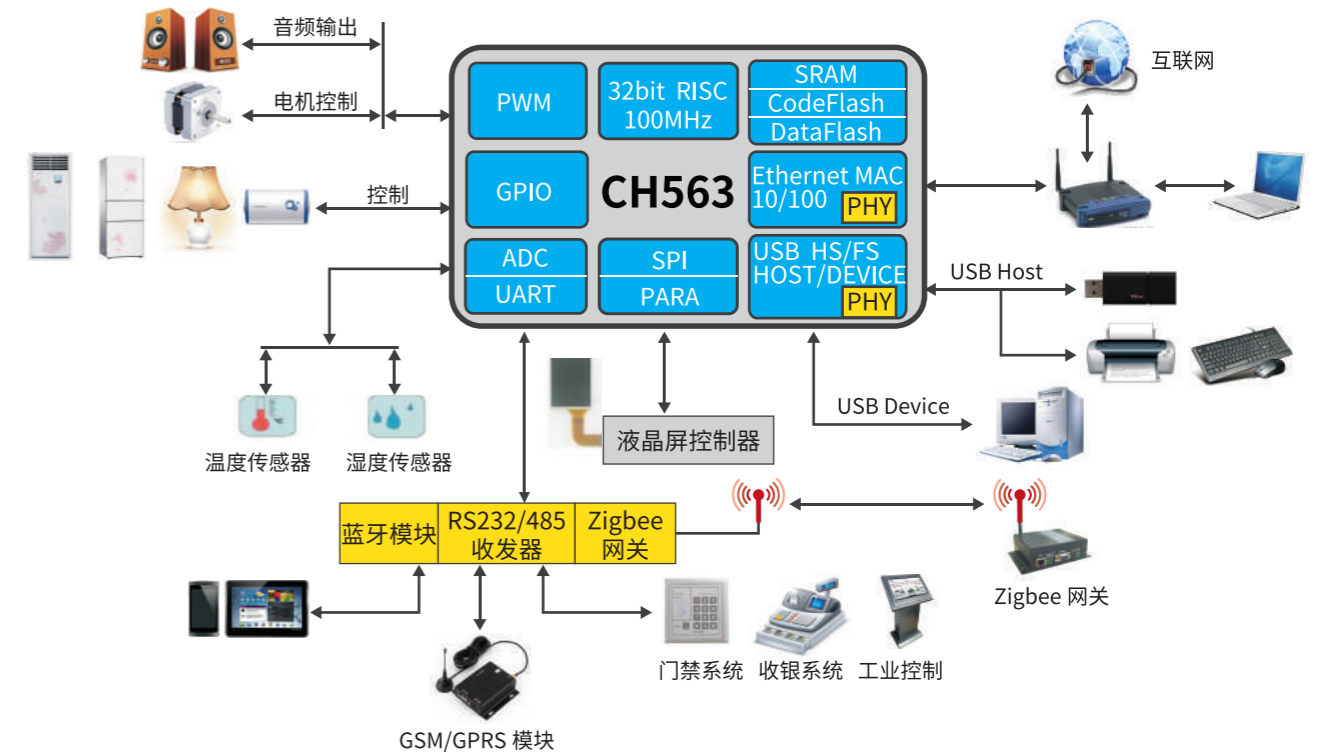 音频输出
电机控制
控制
PWM
32bit RISC
100MHz
SRAM
CodeFlash
DataFlash
GPIO
CH563
Ethernet MAC
10/100
PHY
ADC
UART
SPI
PARA
USB HS/FS
HOST/DEVICE
PHY
互联网
USB Host
USB Device
温度传感器
湿度传感器
液晶屏控制器
蓝牙模块
RS232/485
收发器
Zigbee
网关
Zigbee 网关
门禁系统
收银系统
工业控制
GSM/GPRS 模块